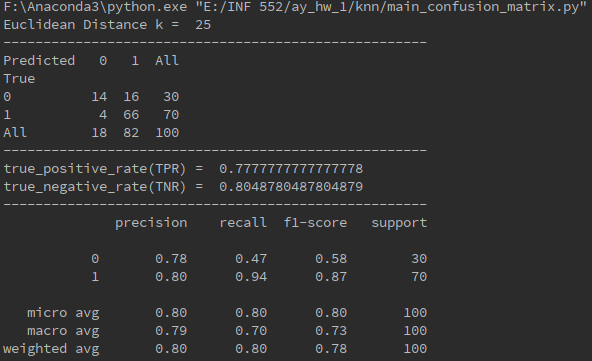 F:\Anaconda3\python.exe "E:/INF 552/ay_hw_1/knn/main_confusion_matrix.py"
Euclidean Distance k =  25
-----------------------------------------------------
Predicted   0   1  All
True
0          14  16   30
1           4  66   70
All        18  82  100
-----------------------------------------------------
true_positive_rate(TPR) =  0.7777777777777778
true_negative_rate(TNR) =  0.8048780487804879
-----------------------------------------------------
              precision    recall  f1-score   support

           0       0.78      0.47      0.58        30
           1       0.80      0.94      0.87        70

   micro avg       0.80      0.80      0.80       100
   macro avg       0.79      0.70      0.73       100
weighted avg       0.80      0.80      0.78       100